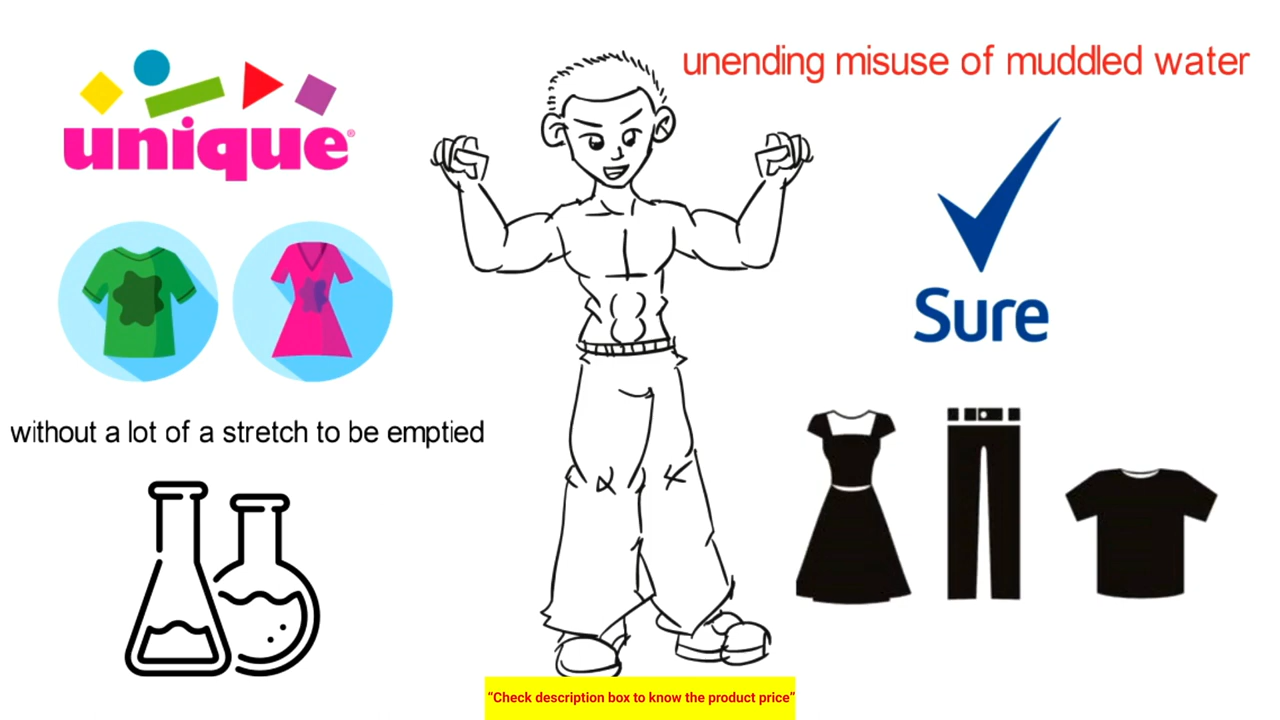 unique®
unending misuse of muddled water
Sure
without a lot of a stretch to be emptied
“Check description box to know the product price”